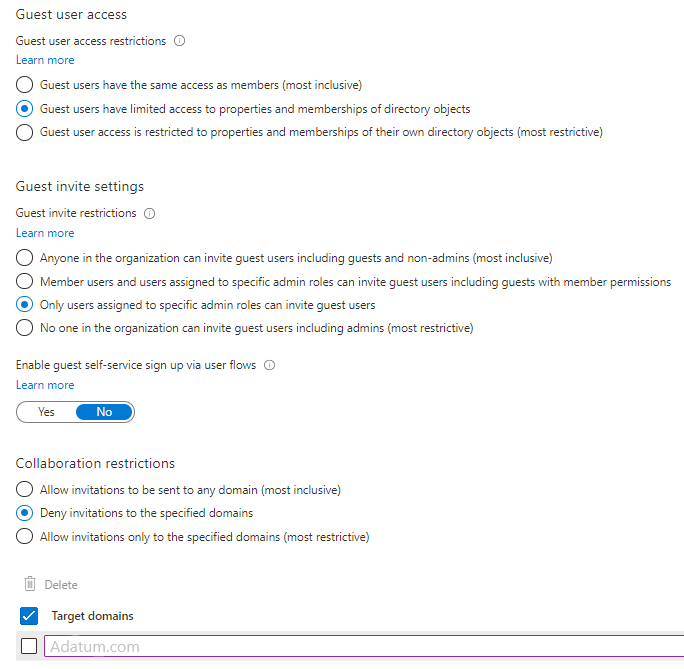 Guest user access
Guest user access restrictions
Learn more
Guest users have the same access as members (most inclusive)
Guest users have limited access to properties and memberships of directory objects
Guest user access is restricted to properties and memberships of their own directory objects (most restrictive)
Guest invite settings
Guest invite restrictions
Learn more
Anyone in the organization can invite guest users including guests and non-admins (most inclusive)
Member users and users assigned to specific admin roles can invite guest users including guests with member permissions
Only users assigned to specific admin roles can invite guest users
No one in the organization can invite guest users including admins (most restrictive)
Enable guest self-service sign up via user flows
Learn more
Yes No
Collaboration restrictions
Allow invitations to be sent to any domain (most inclusive)
Deny invitations to the specified domains
Allow invitations only to the specified domains (most restrictive)
Delete
Target domains
Adatum.com